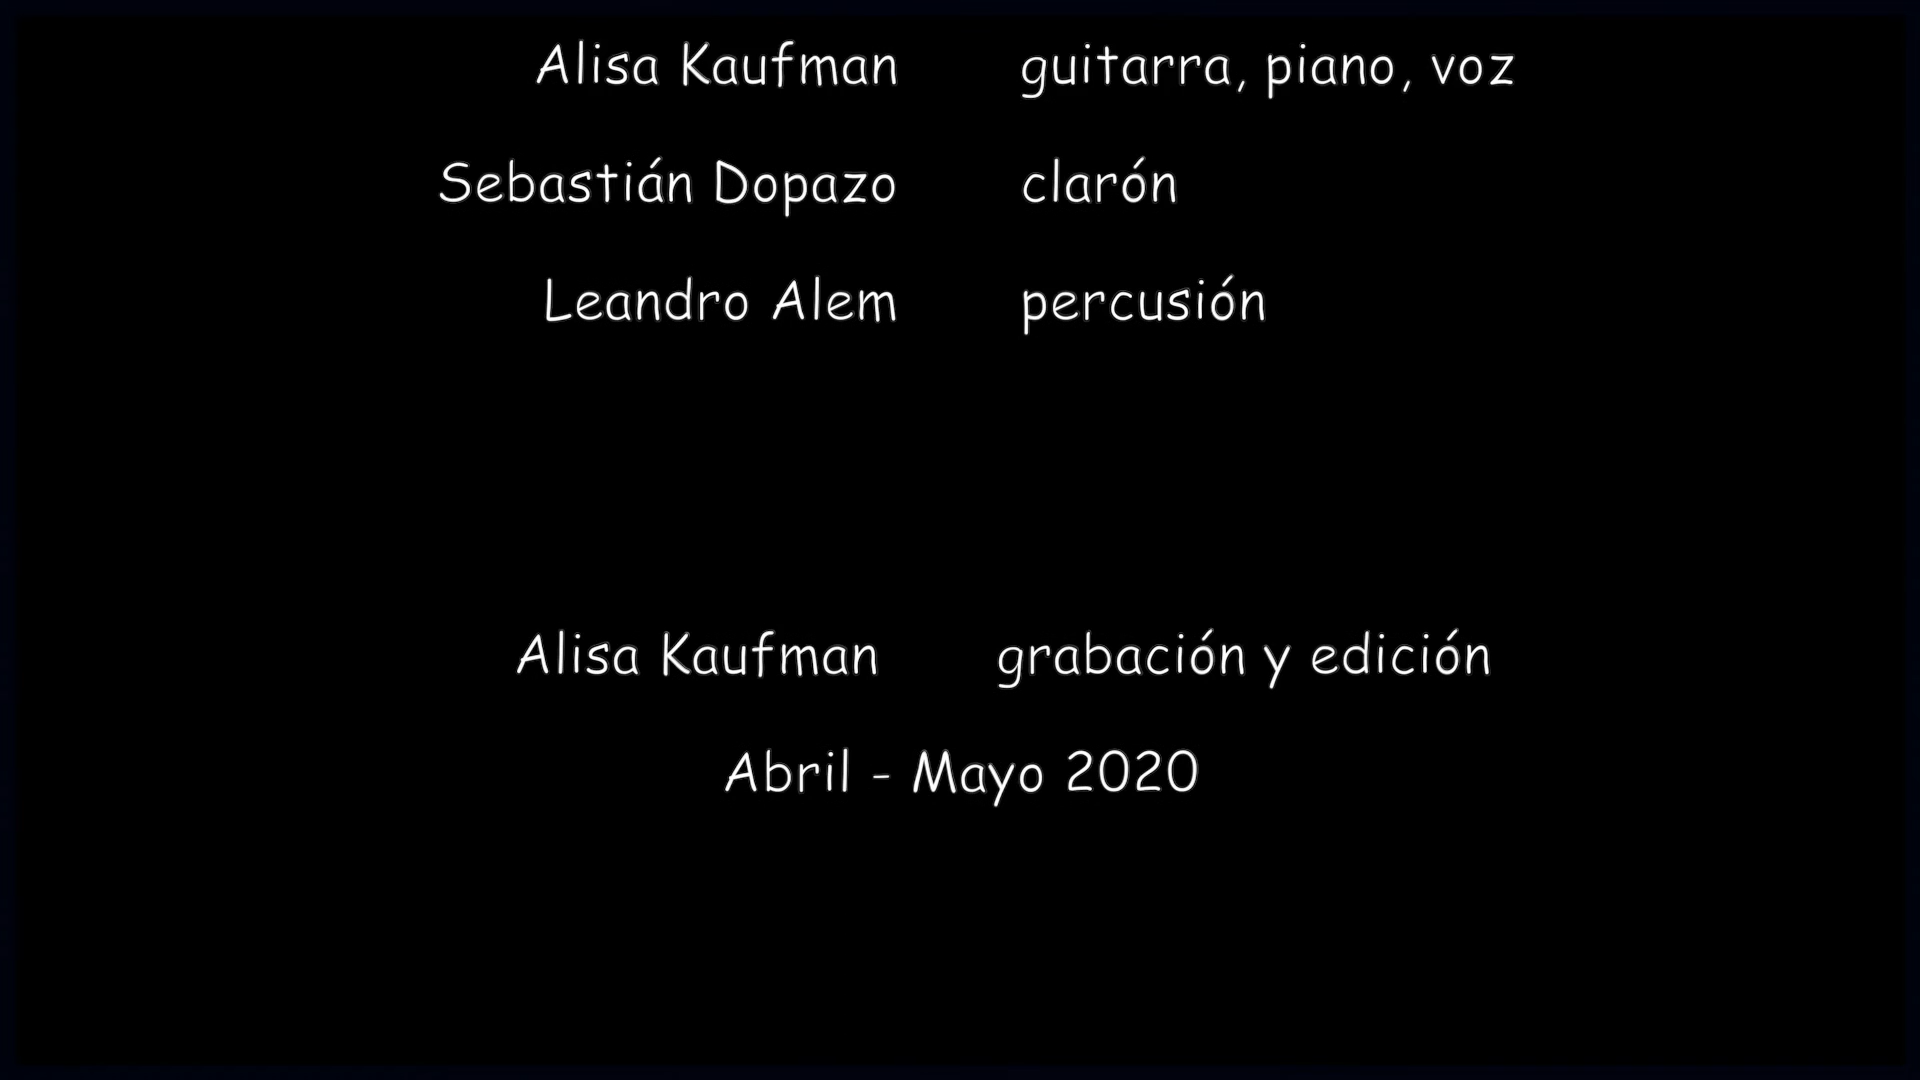 Alisa Kaufman guitarra, piano, voz
Sebastián Dopazo clarón
Leandro Alem percusión
Alisa Kaufman grabación y edición
Abril - Mayo 2020